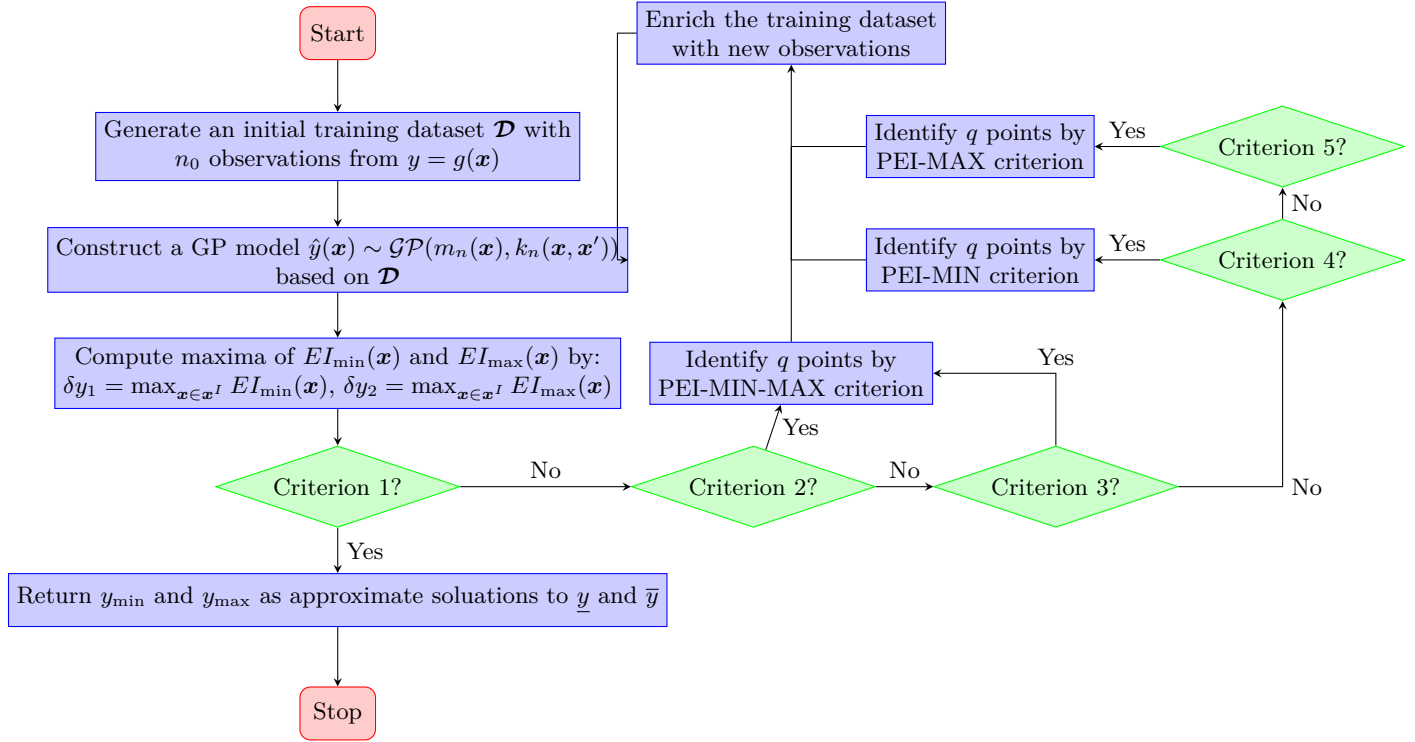 Start
Generate an initial training dataset 𝓓 with
n₀ observations from y = g(𝒙)
Construct a GP model ŷ(𝒙) ∼ 𝒢𝒫(mₙ(𝒙), kₙ(𝒙, 𝒙′))
based on 𝓓
Compute maxima of EI_min(𝒙) and EI_max(𝒙) by:
δy₁ = max_{𝒙∈𝒙^I} EI_min(𝒙), δy₂ = max_{𝒙∈𝒙^I} EI_max(𝒙)
Criterion 1?
Yes
Return y_min and y_max as approximate soluations to y̲ and y̅
Stop
No
Criterion 2?
Yes
Identify q points by
PEI-MIN-MAX criterion
No
Criterion 3?
Yes
No
Criterion 4?
Yes
Identify q points by
PEI-MIN criterion
No
Criterion 5?
Yes
Identify q points by
PEI-MAX criterion
Enrich the training dataset
with new observations